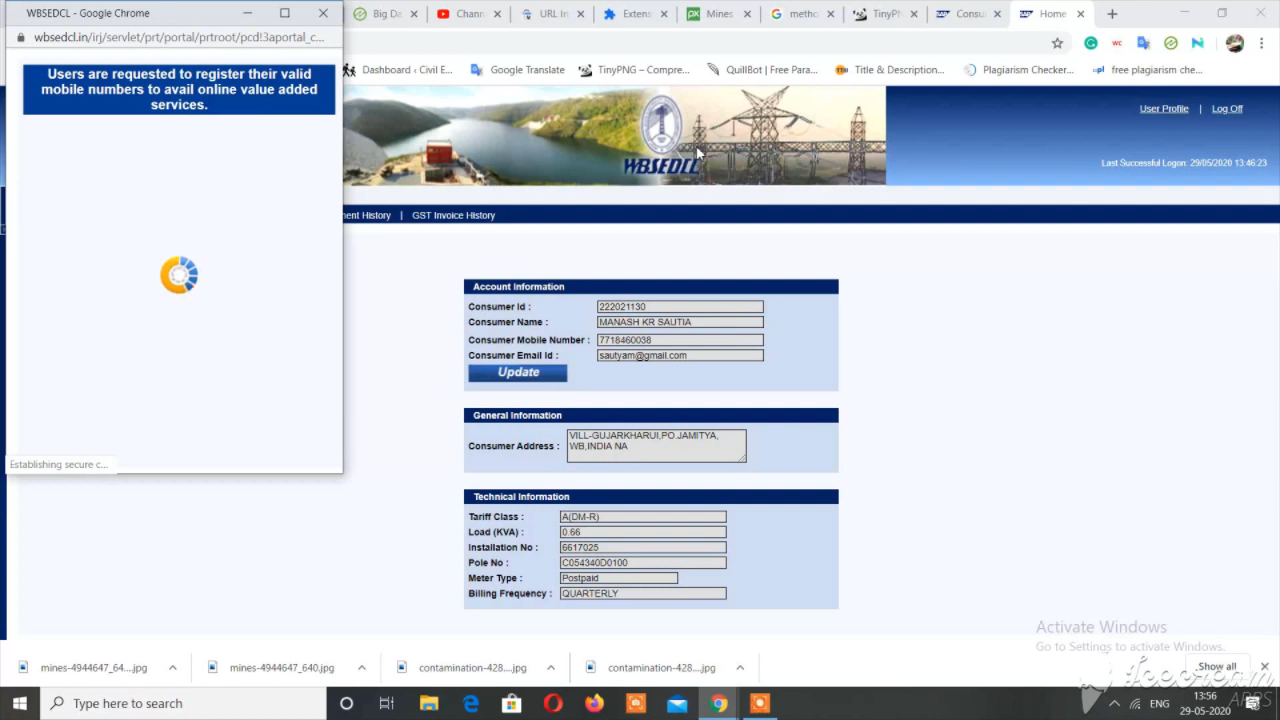 WBSEDCL - Google Chrome
Big Da
Chann
URL In
Extens
Mines
metho
TinyPN
Consu
Home
wbsedcl.in/irj/servlet/prt/portal/prtroot/pcd!3aportal_c...
Dashboard ‹ Civil E...
Google Translate
TinyPNG – Compre...
QuillBot | Free Para...
Title & Description...
Plagiarism Checker...
free plagiarism che...
Users are requested to register their valid
mobile numbers to avail online value added
services.
WBSEDCL
User Profile | Log Off
Last Successful Logon: 29/05/2020 13:46:23
ment History | GST Invoice History
Account Information
Consumer Id : 222021130
Consumer Name : MANASH KR SAUTIA
Consumer Mobile Number : 7718460038
Consumer Email Id : sautyam@gmail.com
Update
General Information
Consumer Address : VILL-GUJARKHARUI,PO.JAMITYA,
WB,INDIA NA
Establishing secure c...
Technical Information
Tariff Class : A(DM-R)
Load (KVA) : 0.66
Installation No : 6617025
Pole No : C054340D0100
Meter Type : Postpaid
Billing Frequency : QUARTERLY
Activate Windows
Go to Settings to activate Windows.
mines-4944647_64....jpg
mines-4944647_640.jpg
contamination-428....jpg
contamination-428....jpg
Show all
Icecream
APPS
Type here to search
ENG
13:56
29-05-2020